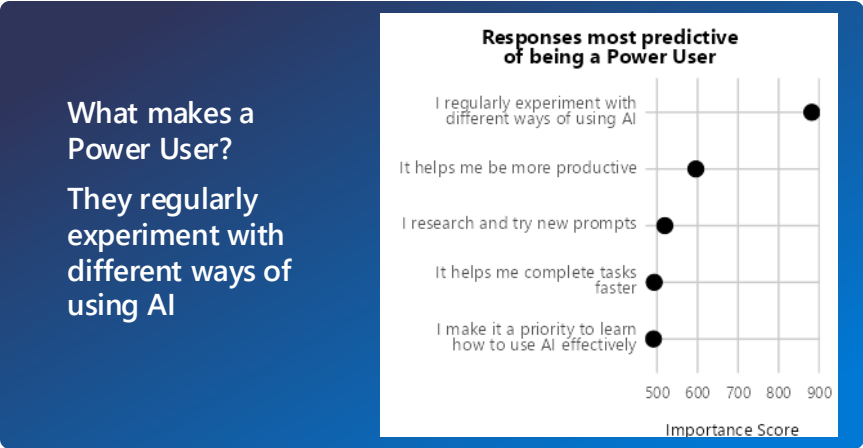 What makes a
Power User?
They regularly
experiment with
different ways of
using AI
Responses most predictive
of being a Power User
I regularly experiment with
different ways of using AI
It helps me be more productive
I research and try new prompts
It helps me complete tasks
faster
I make it a priority to learn
how to use AI effectively
500 600 700 800 900
Importance Score